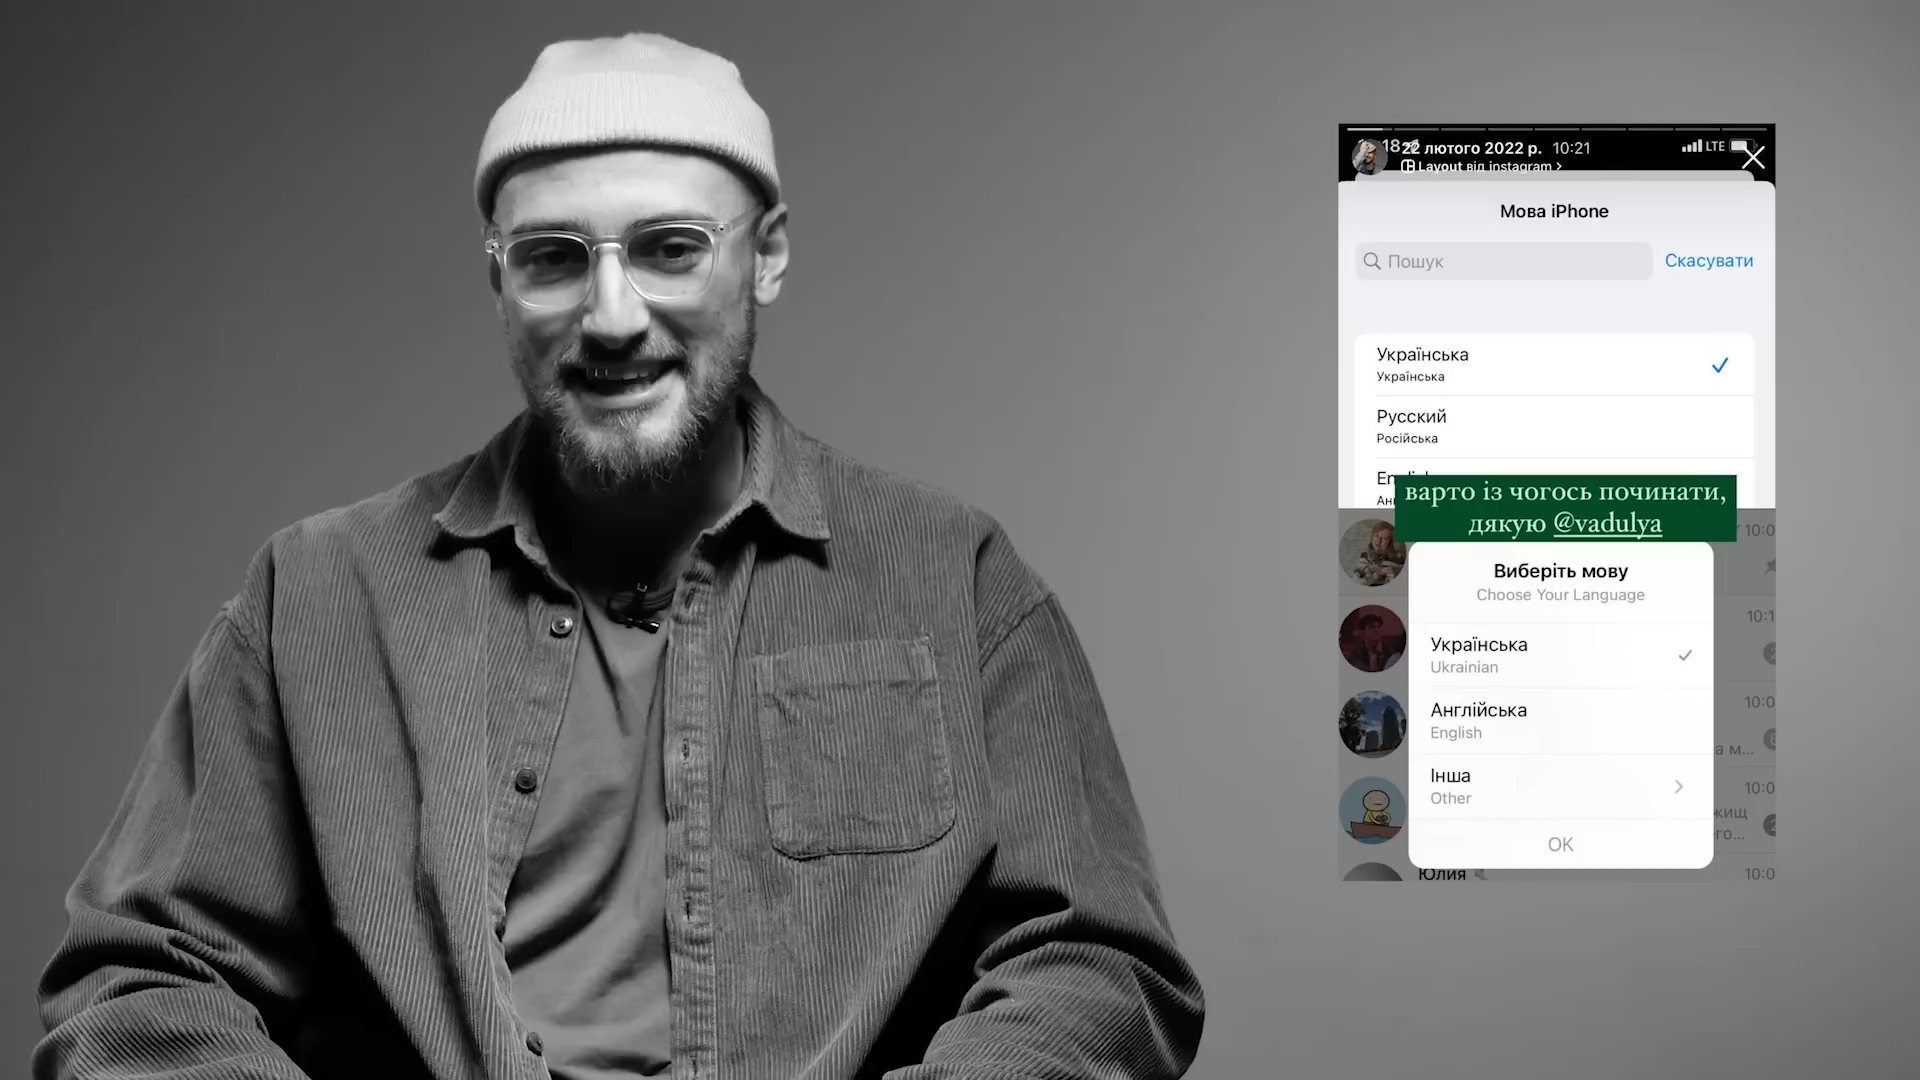 22 лютого 2022 р. 10:21
LTE
Layout від instagram >
Мова iPhone
Пошук
Скасувати
Українська
Українська
Русский
Російська
варто із чогось починати,
дякую @vadulya
Виберіть мову
Choose Your Language
Українська
Ukrainian
Англійська
English
Інша
Other
OK
Юлия